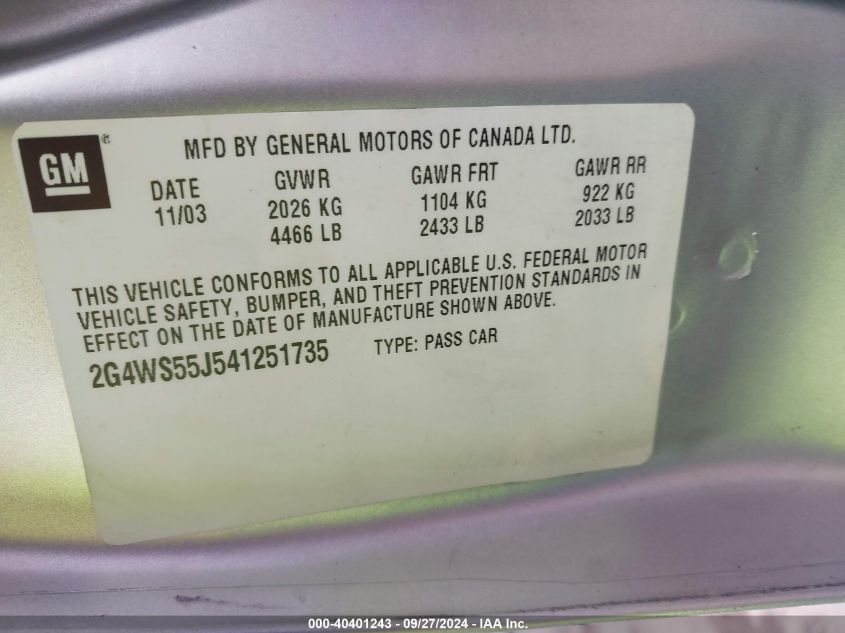 GM®
MFD BY GENERAL MOTORS OF CANADA LTD.
DATE GVWR GAWR FRT GAWR RR
11/03 2026 KG 1104 KG 922 KG
4466 LB 2433 LB 2033 LB
THIS VEHICLE CONFORMS TO ALL APPLICABLE U.S. FEDERAL MOTOR
VEHICLE SAFETY, BUMPER, AND THEFT PREVENTION STANDARDS IN
EFFECT ON THE DATE OF MANUFACTURE SHOWN ABOVE.
2G4WS55J541251735 TYPE: PASS CAR
000-40401243 - 09/27/2024 - IAA Inc.